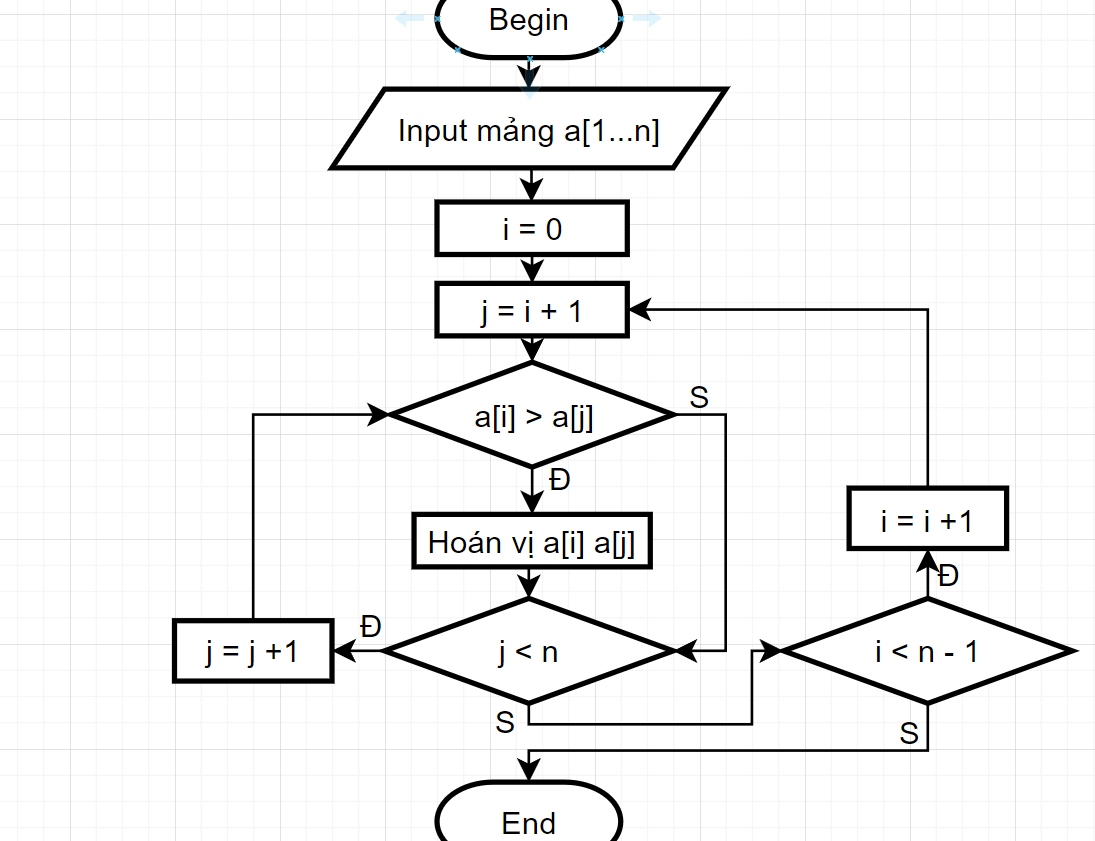 Begin
Input mảng a[1...n]
i = 0
j = i + 1
a[i] > a[j]
S
Đ
Hoán vị a[i] a[j]
i = i +1
Đ
j = j +1
Đ
j < n
i < n - 1
S
S
End